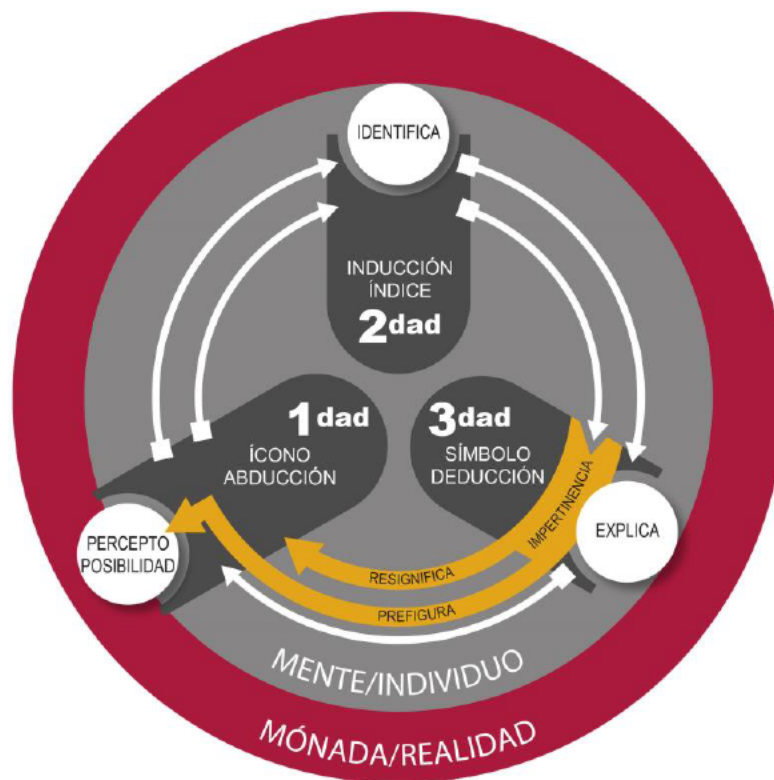 IDENTIFICA
INDUCCIÓN
ÍNDICE
2dad
1dad
ÍCONO
ABDUCCIÓN
3dad
SÍMBOLO
DEDUCCIÓN
PERCEPTO
POSIBILIDAD
EXPLICA
IMPERTINENCIA
RESIGNIFICA
PREFIGURA
MENTE/INDIVIDUO
MÓNADA/REALIDAD